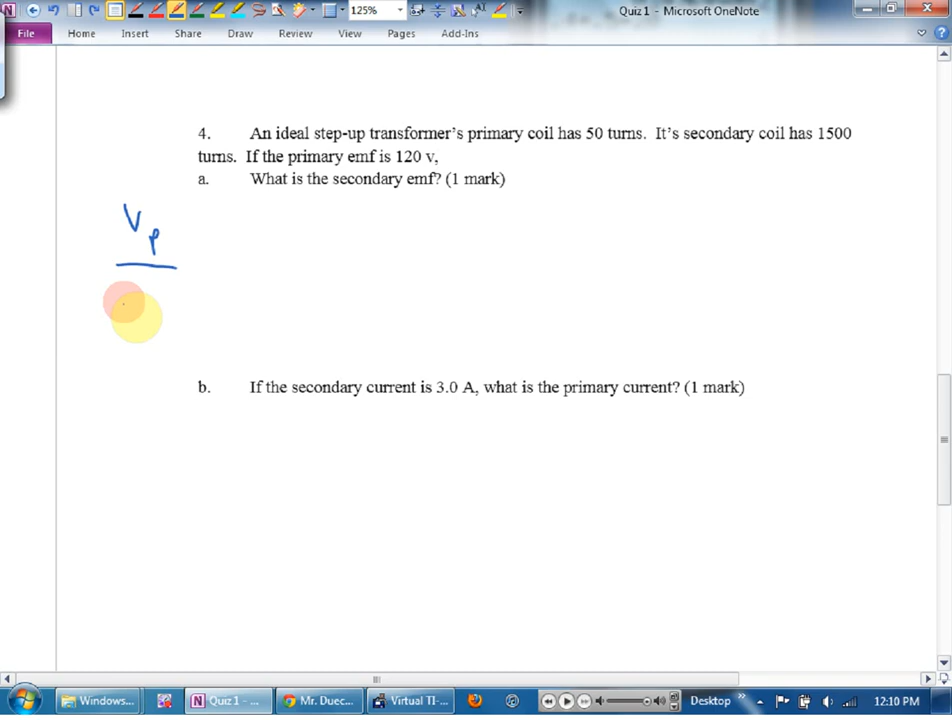 125%
Quiz 1 - Microsoft OneNote
File Home Insert Share Draw Review View Pages Add-Ins
4. An ideal step-up transformer's primary coil has 50 turns. It's secondary coil has 1500
turns. If the primary emf is 120 v,
a. What is the secondary emf? (1 mark)
V
p
b. If the secondary current is 3.0 A, what is the primary current? (1 mark)
Windows... Quiz 1 - ... Mr. Duec... Virtual TI-... Desktop 12:10 PM